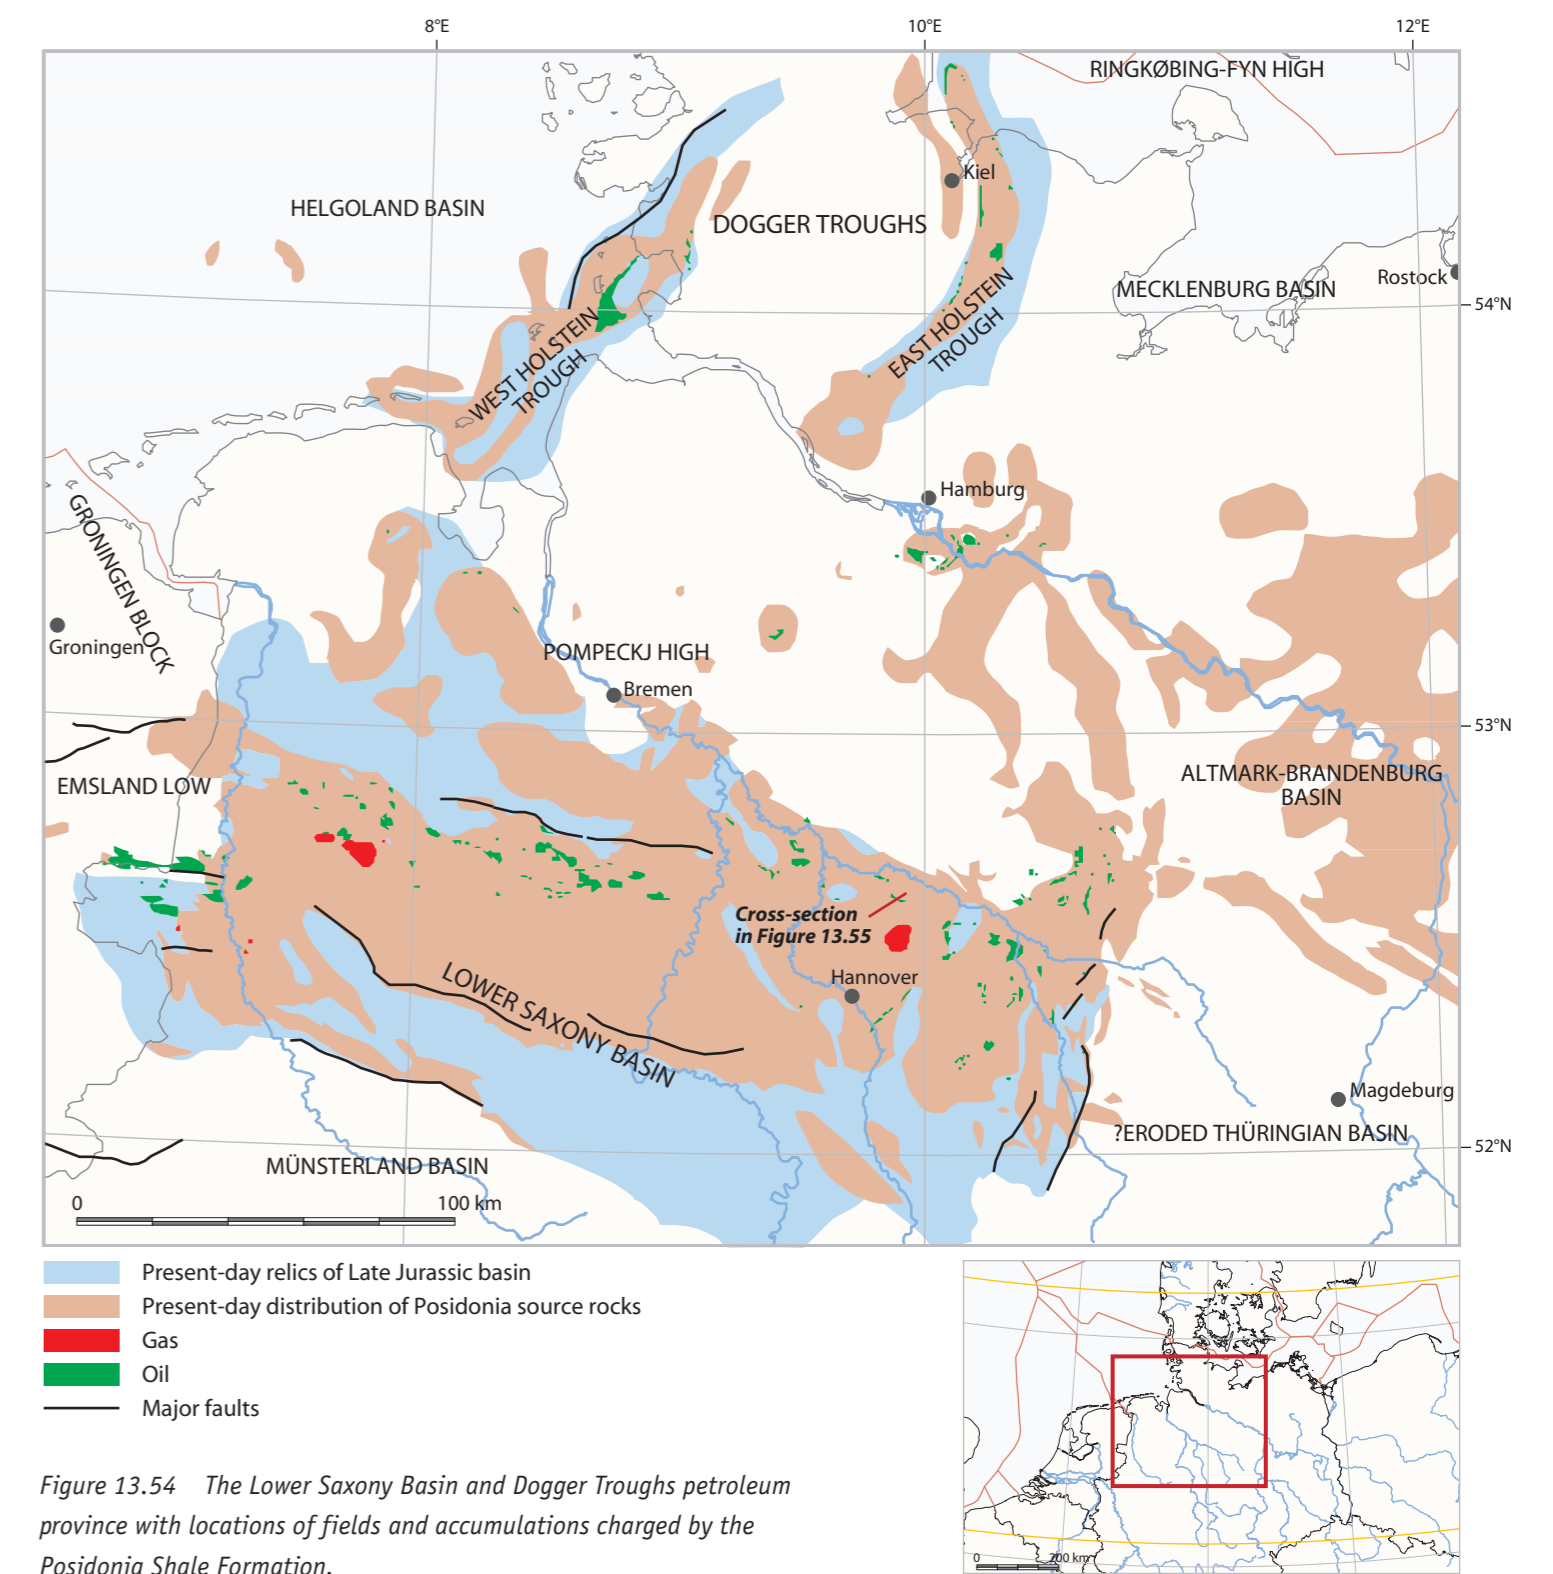 8°E
10°E
12°E
RINGKØBING-FYN HIGH
Kiel
HELGOLAND BASIN
DOGGER TROUGHS
Rostock
MECKLENBURG BASIN
54°N
WEST HOLSTEIN
TROUGH
EAST HOLSTEIN
TROUGH
Hamburg
GRONINGEN BLOCK
Groningen
POMPECKJ HIGH
Bremen
53°N
EMSLAND LOW
ALTMARK-BRANDENBURG
BASIN
Cross-section
in Figure 13.55
Hannover
LOWER SAXONY BASIN
Magdeburg
?ERODED THÜRINGIAN BASIN
52°N
MÜNSTERLAND BASIN
0
100 km
Present-day relics of Late Jurassic basin
Present-day distribution of Posidonia source rocks
Gas
Oil
Major faults
Figure 13.54 The Lower Saxony Basin and Dogger Troughs petroleum
province with locations of fields and accumulations charged by the
Posidonia Shale Formation.
0
200 km